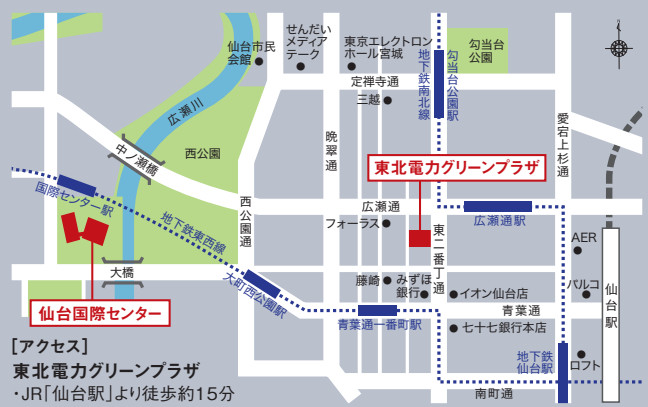 仙台市民
会館
せんだい
メディア
テーク
東京エレクトロン
ホール宮城
地下鉄南北線
勾当台公園駅
勾当台
公園
定禅寺通
三越
広瀬川
中ノ瀬橋
西公園
晩翠通
愛宕上杉通
東北電力グリーンプラザ
国際センター駅
地下鉄東西線
西公園通
広瀬通
広瀬通駅
フォーラス
東二番丁通
AER
大橋
大町西公園駅
藤崎
みずほ
銀行
イオン仙台店
パルコ
仙台駅
仙台国際センター
青葉通
青葉通一番町駅
七十七銀行本店
地下鉄
仙台駅
ロフト
南町通
[アクセス]
東北電力グリーンプラザ
・JR「仙台駅」より徒歩約15分